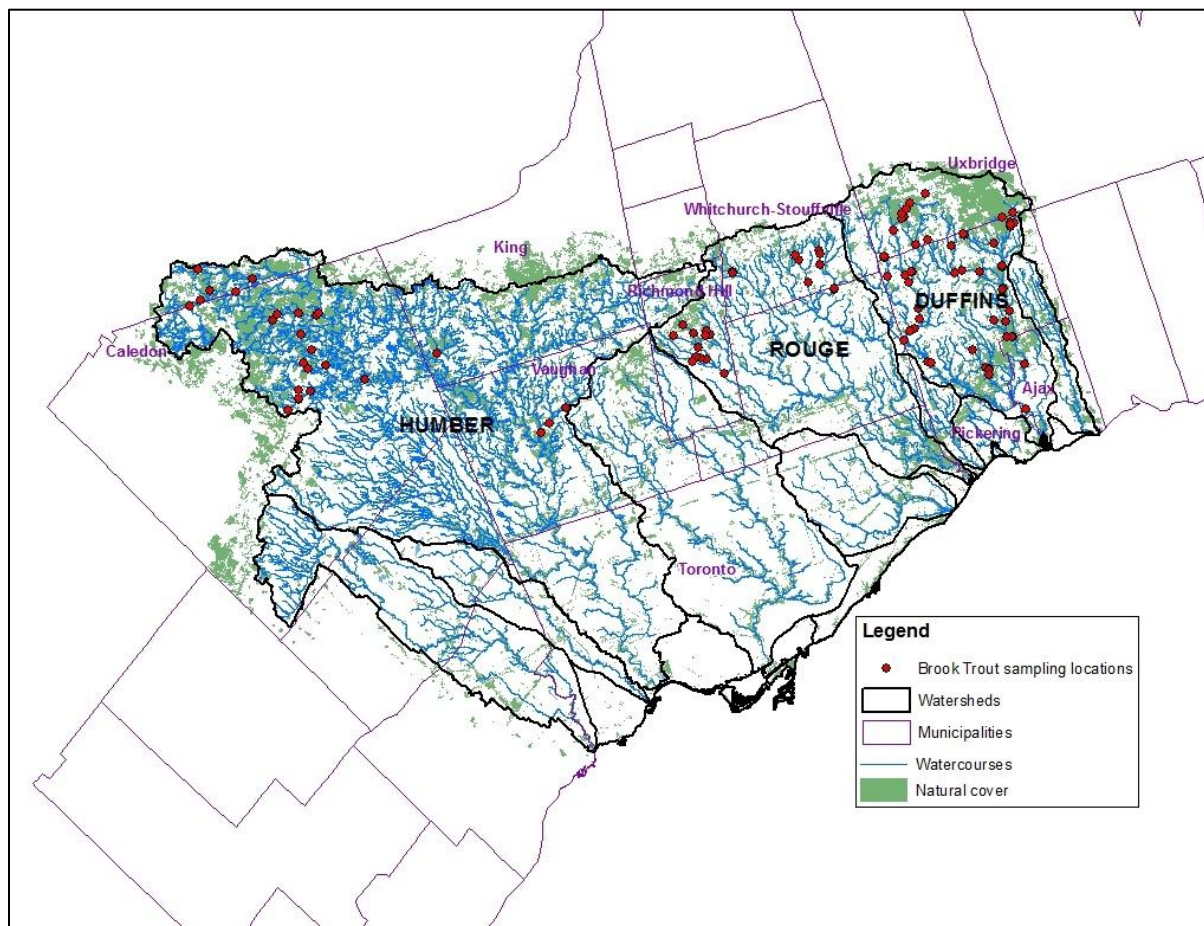 Uxbridge
Whitchurch-Stouffville
King
Richmond Hill
DUFFINS
Caledon
ROUGE
Vaughan
Ajax
HUMBER
Pickering
Toronto
Legend
Brook Trout sampling locations
Watersheds
Municipalities
Watercourses
Natural cover